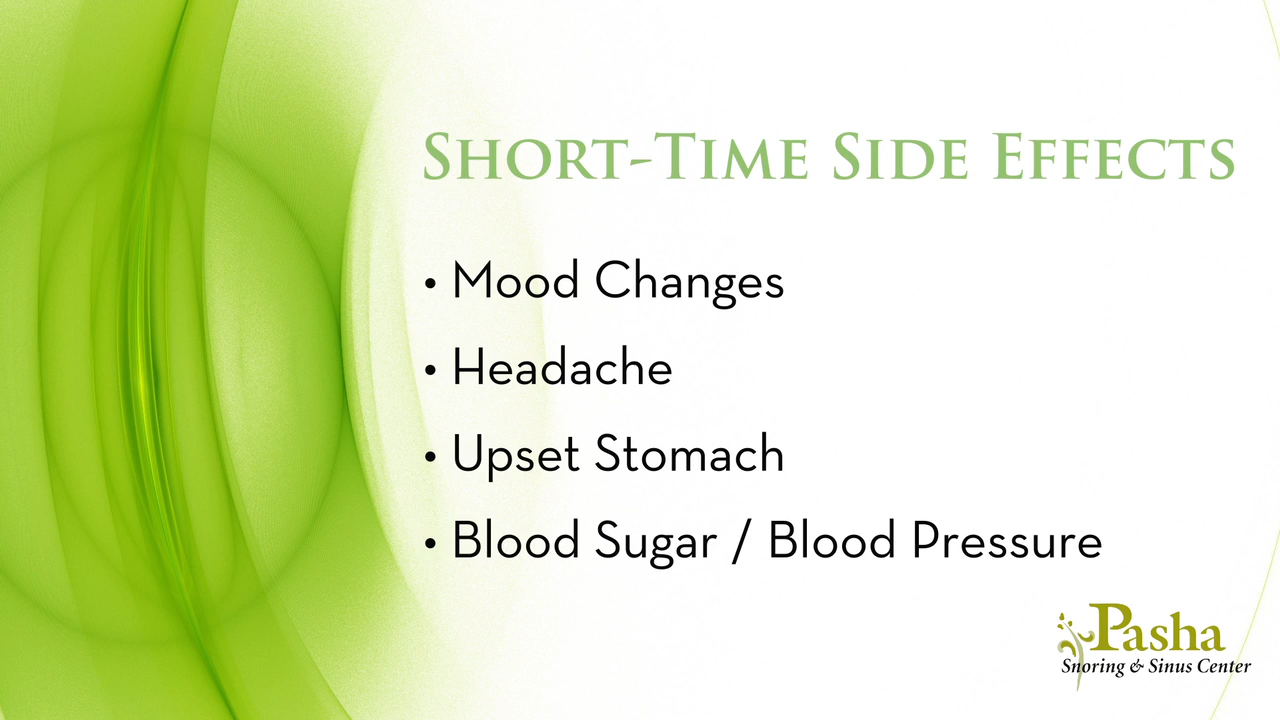 Short-Time Side Effects
• Mood Changes
• Headache
• Upset Stomach
• Blood Sugar / Blood Pressure
Pasha
Snoring & Sinus Center